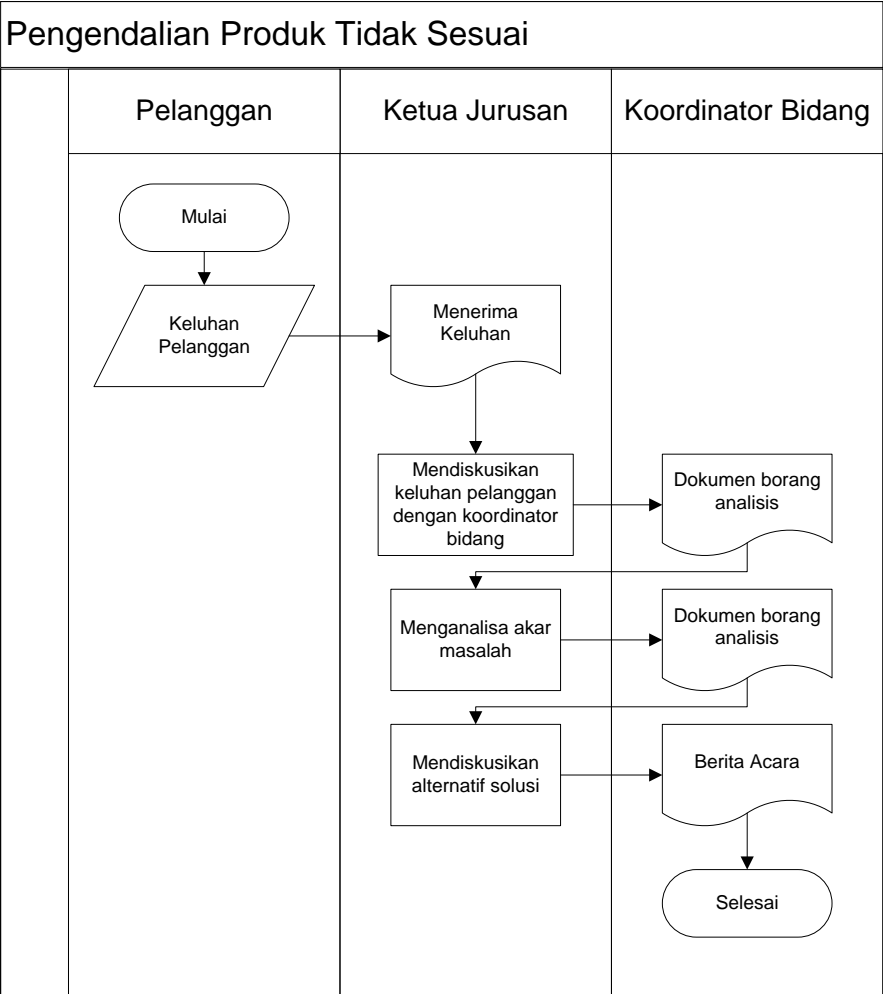 Pengendalian Produk Tidak Sesuai
Pelanggan
Ketua Jurusan
Koordinator Bidang
Mulai
Keluhan
Pelanggan
Menerima
Keluhan
Mendiskusikan
keluhan pelanggan
dengan koordinator
bidang
Dokumen borang
analisis
Menganalisa akar
masalah
Dokumen borang
analisis
Mendiskusikan
alternatif solusi
Berita Acara
Selesai